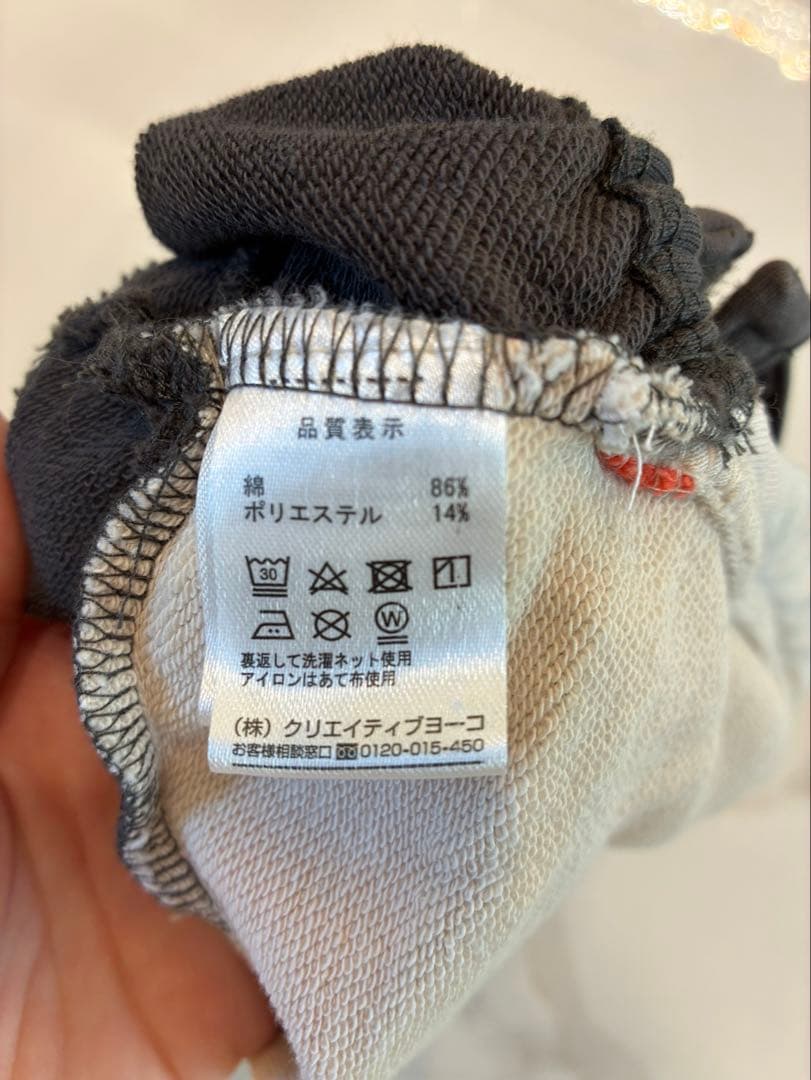 品質表示
綿 86%
ポリエステル 14%
30
W
裏返して洗濯ネット使用
アイロンはあて布使用
(株)クリエイティブヨーコ
お客様相談窓口 0120-015-450